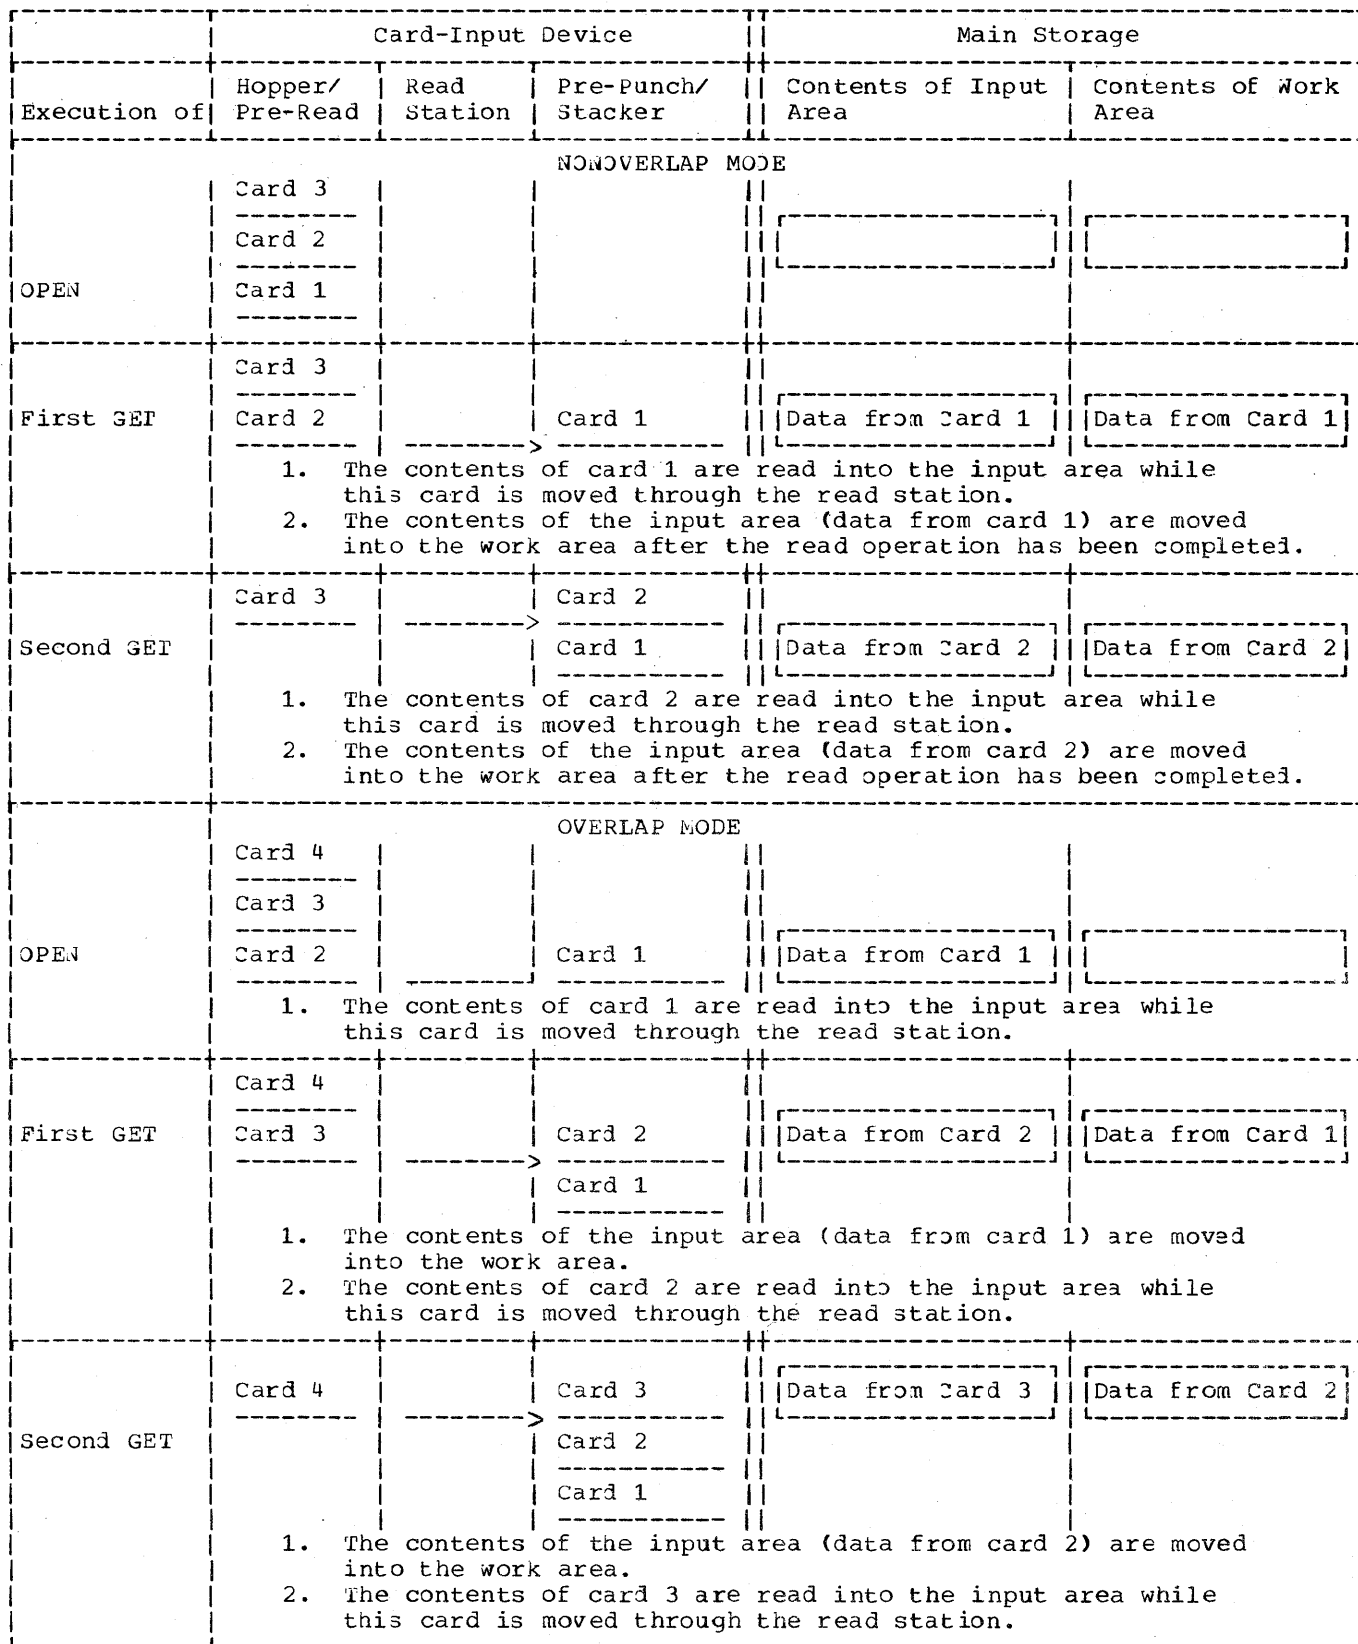 Card-Input Device Main Storage
Hopper/ Read Pre-Punch/ Contents of Input Contents of Work
Execution of Pre-Read Station Stacker Area Area
NONOVERLAP MODE
Card 3
Card 2
OPEN Card 1
Card 3
First GET Card 2 Card 1 Data from Card 1 Data from Card 1
1. The contents of card 1 are read into the input area while
this card is moved through the read station.
2. The contents of the input area (data from card 1) are moved
into the work area after the read operation has been completed.
Card 3 Card 2
Second GET Card 1 Data from Card 2 Data from Card 2
1. The contents of card 2 are read into the input area while
this card is moved through the read station.
2. The contents of the input area (data from card 2) are moved
into the work area after the read operation has been completed.
OVERLAP MODE
Card 4
Card 3
OPEN Card 2 Card 1 Data from Card 1
1. The contents of card 1 are read into the input area while
this card is moved through the read station.
Card 4
First GET Card 3 Card 2 Data from Card 2 Data from Card 1
Card 1
1. The contents of the input area (data from card 1) are moved
into the work area.
2. The contents of card 2 are read into the input area while
this card is moved through the read station.
Card 4 Card 3 Data from Card 3 Data from Card 2
Second GET Card 2
Card 1
1. The contents of the input area (data from card 2) are moved
into the work area.
2. The contents of card 3 are read into the input area while
this card is moved through the read station.